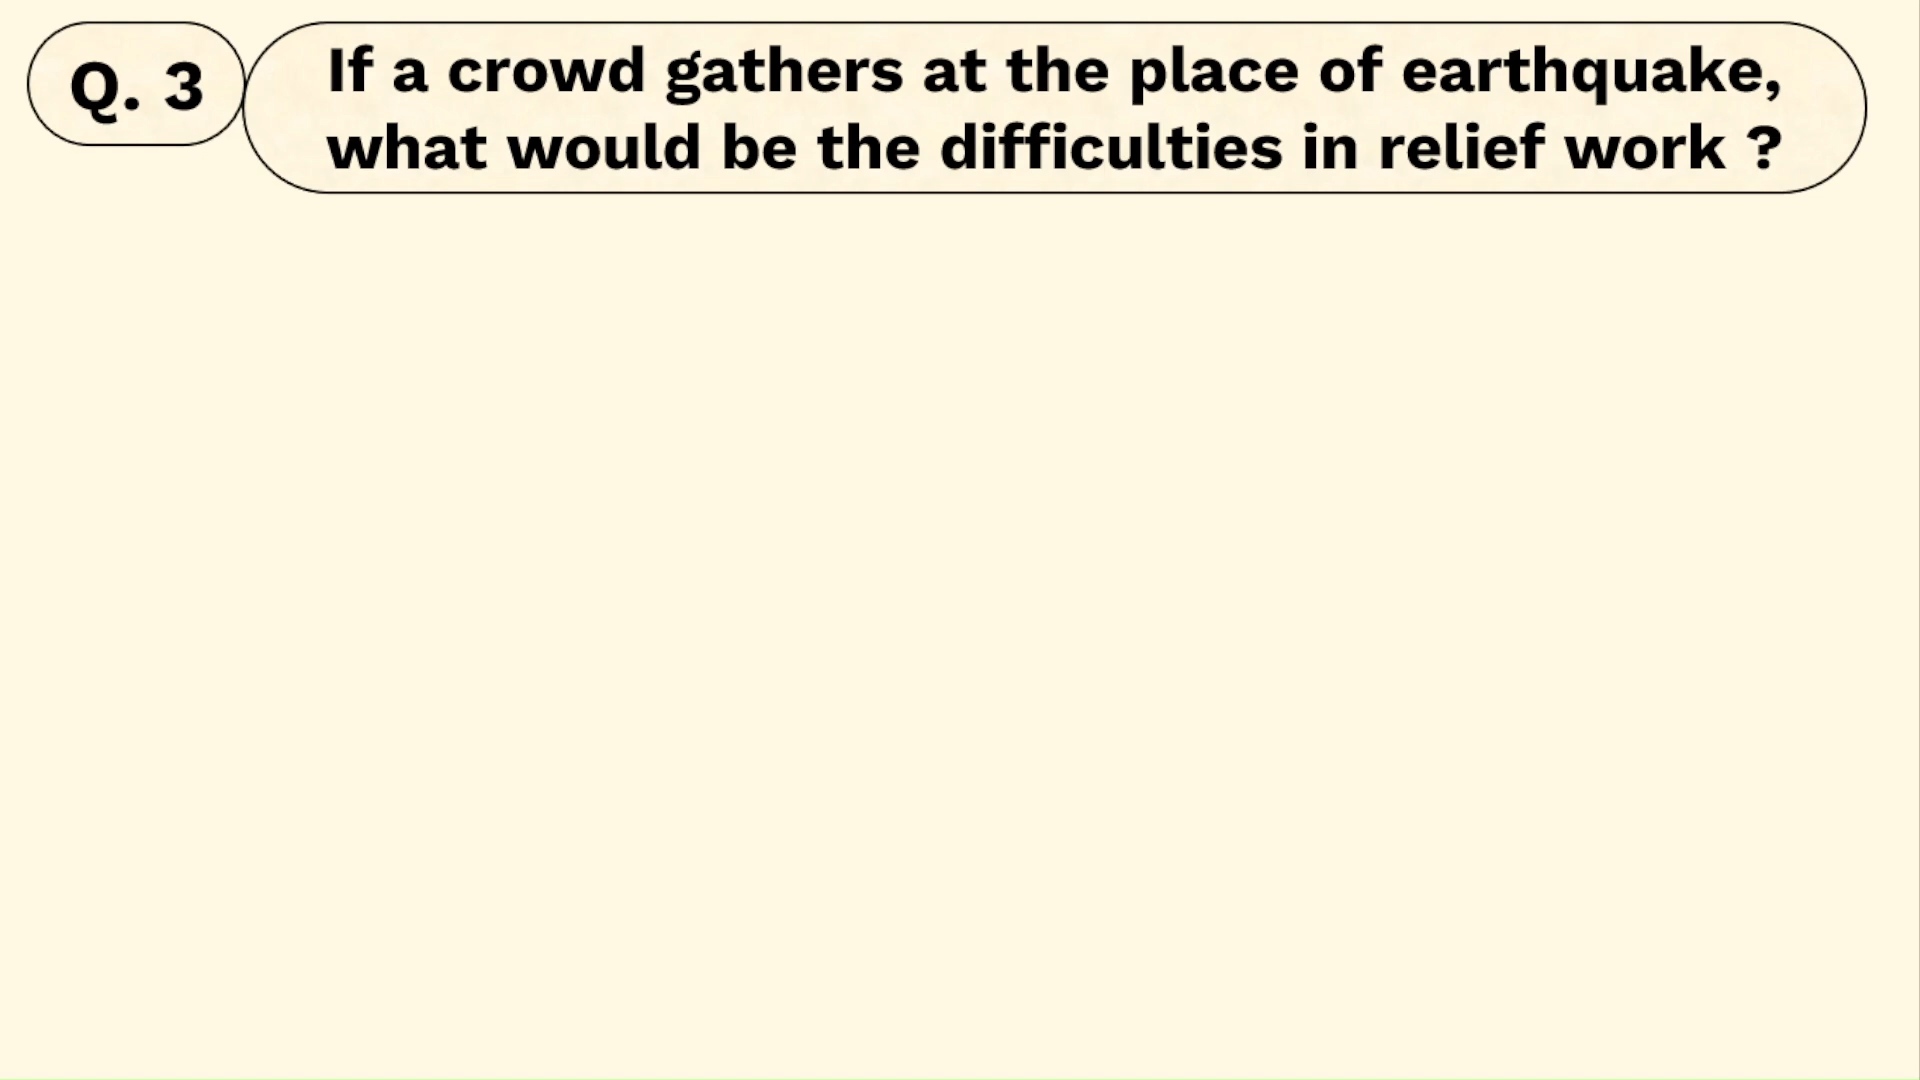 Q. 3
If a crowd gathers at the place of earthquake,
what would be the difficulties in relief work ?